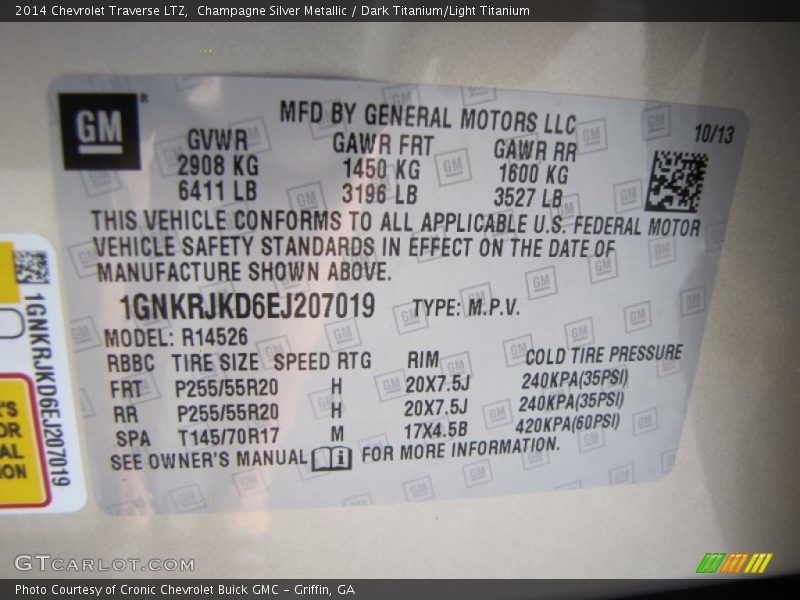 2014 Chevrolet Traverse LTZ, Champagne Silver Metallic / Dark Titanium/Light Titanium
GM®
MFD BY GENERAL MOTORS LLC
10/13
GVWR GAWR FRT GAWR RR
2908 KG 1450 KG 1600 KG
6411 LB 3196 LB 3527 LB
THIS VEHICLE CONFORMS TO ALL APPLICABLE U.S. FEDERAL MOTOR
VEHICLE SAFETY STANDARDS IN EFFECT ON THE DATE OF
MANUFACTURE SHOWN ABOVE.
1GNKRJKD6EJ207019 TYPE: M.P.V.
MODEL: R14526
RBBC TIRE SIZE SPEED RTG RIM COLD TIRE PRESSURE
FRT P255/55R20 H 20X7.5J 240KPA(35PSI)
RR P255/55R20 H 20X7.5J 240KPA(35PSI)
SPA T145/70R17 M 17X4.5B 420KPA(60PSI)
SEE OWNER'S MANUAL i FOR MORE INFORMATION.
1GNKRJKD6EJ207019
GTCARLOT.COM
Photo Courtesy of Cronic Chevrolet Buick GMC – Griffin, GA